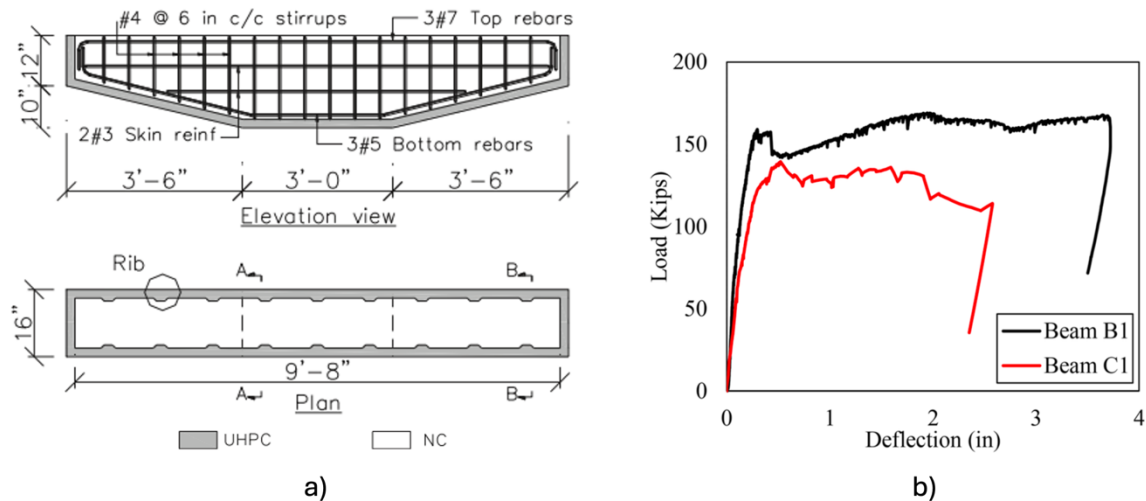 #4 @ 6 in c/c stirrups
3#7 Top rebars
12"
10"
2#3 Skin reinf
3#5 Bottom rebars
3'-6"
3'-0"
3'-6"
Elevation view
Rib
A
B
16"
9'-8"
A
B
Plan
UHPC
NC
a)
200
150
100
50
0
Load (Kips)
0
1
2
3
4
Deflection (in)
Beam B1
Beam C1
b)